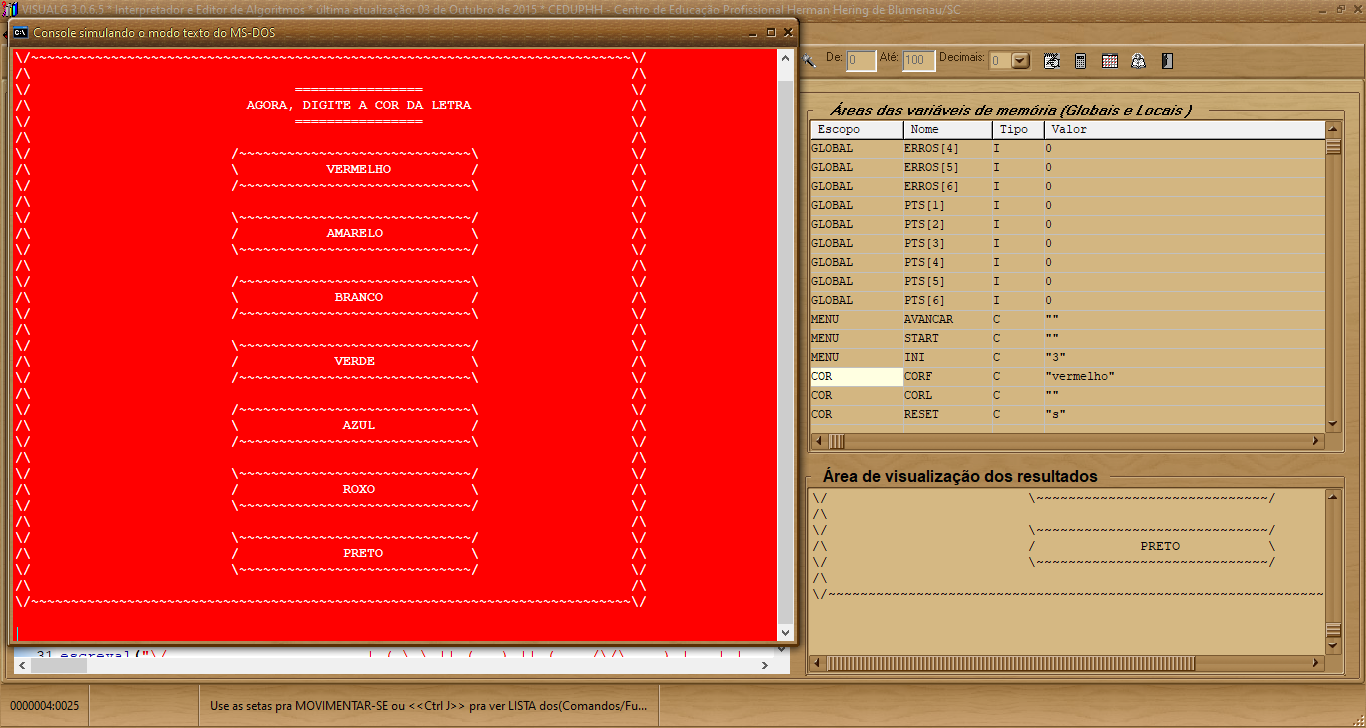 VISUALG 3.0.6.5 * Interpretador e Editor de Algoritmos * última atualização: 03 de Outubro de 2015 * CEDUPHH - Centro de Educação Profissional Herman Hering de Blumenau/SC
Console simulando o modo texto do MS-DOS
De: 0 Até: 100 Decimais: 0
\/~~~~~~~~~~~~~~~~~~~~~~~~~~~~~~~~~~~~~~~~~~~~~~~~~~~~~~~~~~~~~~~~~~~~~~~~~~~\/
/\ /\
\/ ================ \/
/\ AGORA, DIGITE A COR DA LETRA /\
\/ ================ \/
/\ /\
\/ /~~~~~~~~~~~~~~~~~~~~~~~~~~~~~\ \/
/\ \ VERMELHO / /\
\/ /~~~~~~~~~~~~~~~~~~~~~~~~~~~~~\ \/
/\ /\
\/ \~~~~~~~~~~~~~~~~~~~~~~~~~~~~~/ \/
/\ / AMARELO \ /\
\/ \~~~~~~~~~~~~~~~~~~~~~~~~~~~~~/ \/
/\ /\
\/ /~~~~~~~~~~~~~~~~~~~~~~~~~~~~~\ \/
/\ \ BRANCO / /\
\/ /~~~~~~~~~~~~~~~~~~~~~~~~~~~~~\ \/
/\ /\
\/ \~~~~~~~~~~~~~~~~~~~~~~~~~~~~~/ \/
/\ / VERDE \ /\
\/ \~~~~~~~~~~~~~~~~~~~~~~~~~~~~~/ \/
/\ /\
\/ /~~~~~~~~~~~~~~~~~~~~~~~~~~~~~\ \/
/\ \ AZUL / /\
\/ /~~~~~~~~~~~~~~~~~~~~~~~~~~~~~\ \/
/\ /\
\/ \~~~~~~~~~~~~~~~~~~~~~~~~~~~~~/ \/
/\ / ROXO \ /\
\/ \~~~~~~~~~~~~~~~~~~~~~~~~~~~~~/ \/
/\ /\
\/ \~~~~~~~~~~~~~~~~~~~~~~~~~~~~~/ \/
/\ / PRETO \ /\
\/ \~~~~~~~~~~~~~~~~~~~~~~~~~~~~~/ \/
/\ /\
\/~~~~~~~~~~~~~~~~~~~~~~~~~~~~~~~~~~~~~~~~~~~~~~~~~~~~~~~~~~~~~~~~~~~~~~~~~~~\/
31 escreval("\/
Áreas das variáveis de memória (Globais e Locais )
Escopo Nome Tipo Valor
GLOBAL ERROS[4] I 0
GLOBAL ERROS[5] I 0
GLOBAL ERROS[6] I 0
GLOBAL PTS[1] I 0
GLOBAL PTS[2] I 0
GLOBAL PTS[3] I 0
GLOBAL PTS[4] I 0
GLOBAL PTS[5] I 0
GLOBAL PTS[6] I 0
MENU AVANCAR C ""
MENU START C ""
MENU INI C "3"
COR CORF C "vermelho"
COR CORL C ""
COR RESET C "s"
Área de visualização dos resultados
\/ \~~~~~~~~~~~~~~~~~~~~~~~~~~~~~/
/\
\/ \~~~~~~~~~~~~~~~~~~~~~~~~~~~~~/
/\ / PRETO \
\/ \~~~~~~~~~~~~~~~~~~~~~~~~~~~~~/
/\
\/~~~~~~~~~~~~~~~~~~~~~~~~~~~~~~~~~~~~~~~~~~~~~~~~~~~~~~~~~~~~~~
0000004:0025
Use as setas pra MOVIMENTAR-SE ou <<Ctrl J>> pra ver LISTA dos(Comandos/Fu...